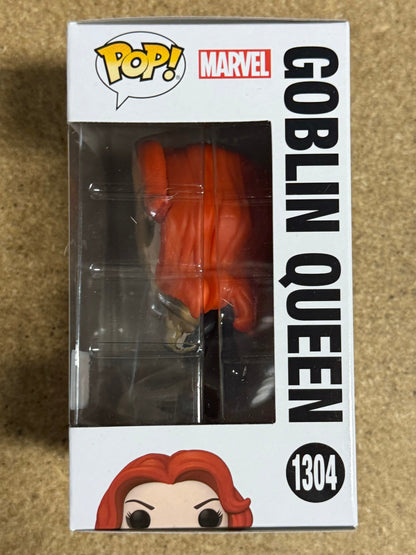 POP!
MARVEL
GOBLIN QUEEN
1304